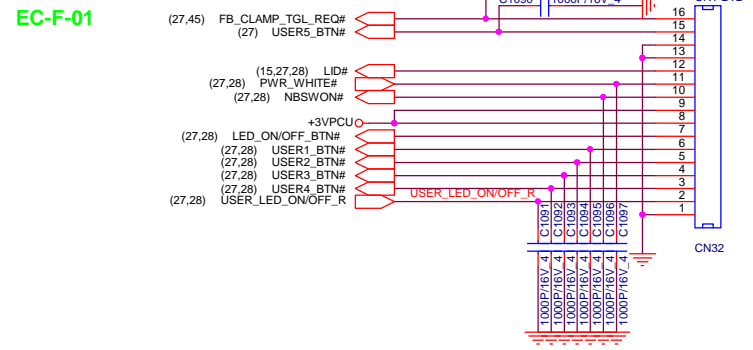 EC-F-01
(27,45) FB_CLAMP_TGL_REQ#
(27) USER5_BTN#
(15,27,28) LID#
(27,28) PWR_WHITE#
(27,28) NBSWON#
+3VPCU
(27,28) LED_ON/OFF_BTN#
(27,28) USER1_BTN#
(27,28) USER2_BTN#
(27,28) USER3_BTN#
(27,28) USER4_BTN#
(27,28) USER_LED_ON/OFF_R
USER_LED_ON/OFF_R
16
15
14
13
12
11
10
9
8
7
6
5
4
3
2
1
CN32
C1091
C1092
C1093
C1094
C1095
C1096
C1097
1000P/16V_4
1000P/16V_4
1000P/16V_4
1000P/16V_4
1000P/16V_4
1000P/16V_4
1000P/16V_4